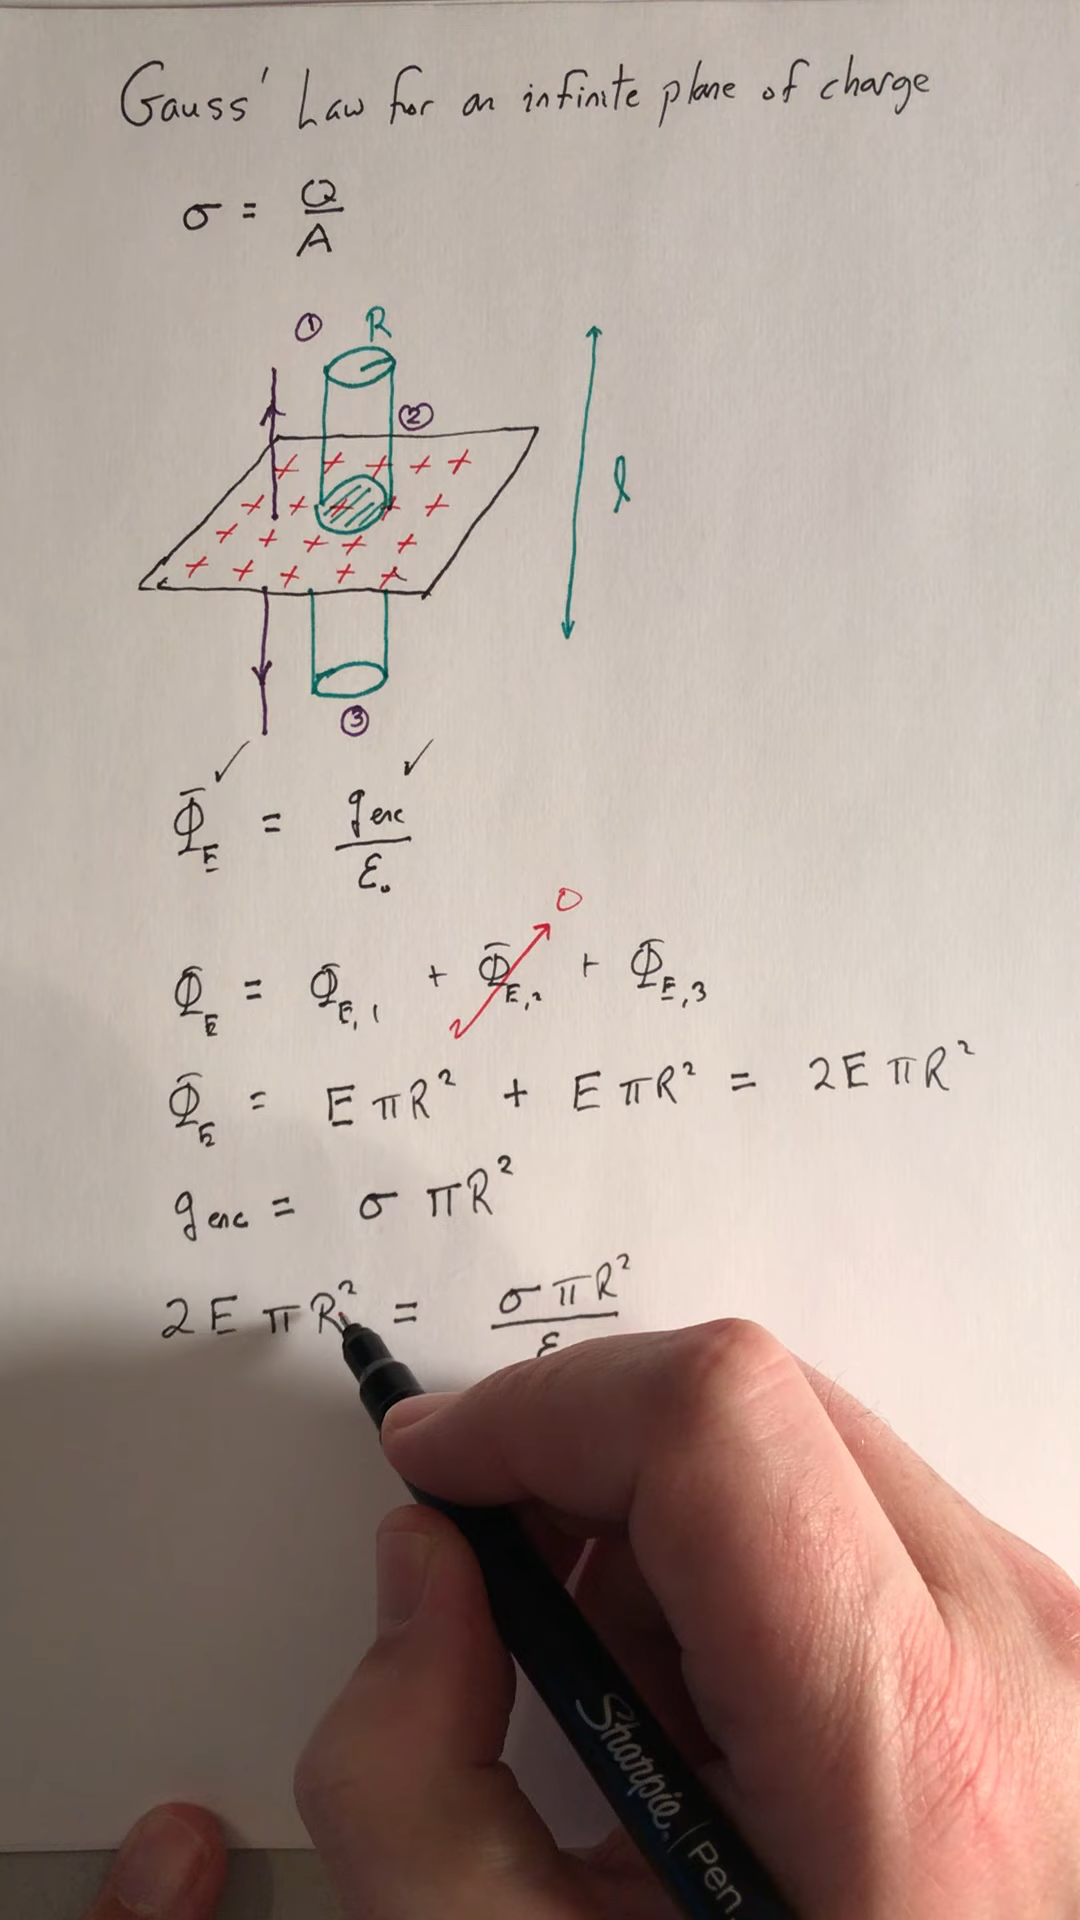 Gauss' Law for an infinite plane of charge
σ = Q/A
① R
②
l
③
✓ ✓
Φ_E = q_enc/ε₀
0
Φ_E = Φ_E,1 + Φ_E,2 + Φ_E,3
Φ_E = EπR² + EπR² = 2EπR²
q_enc = σ πR²
2EπR² = σπR²/ε
Sharpie. | Pen